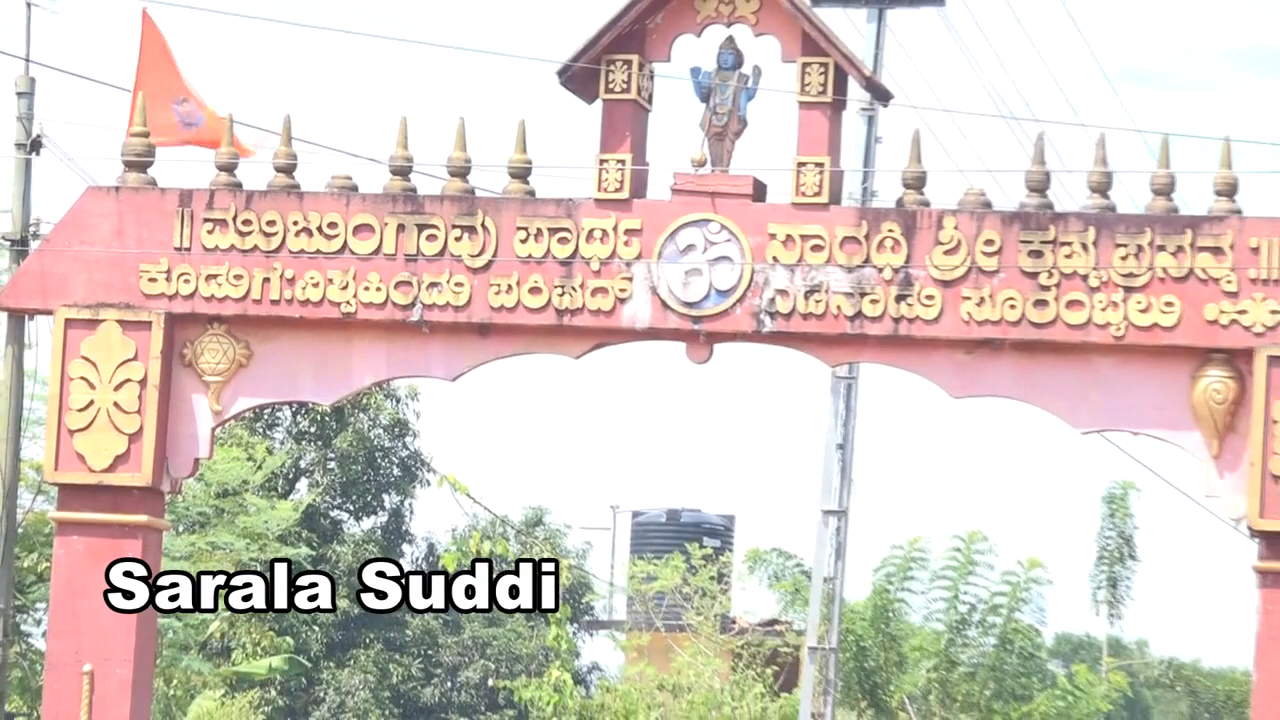 ॥ ಮುಜುಂಗಾವು ಪಾರ್ಥ ॐ ಸಾರಥಿ ಶ್ರೀ ಕೃಷ್ಣ ಪ್ರಸನ್ನ ॥
ಕೂಡುಗೆ:ವಿಶ್ವಹಿಂದು ಪರಿಷದ್ ಸೂರಂಬೈಲು
Sarala Suddi